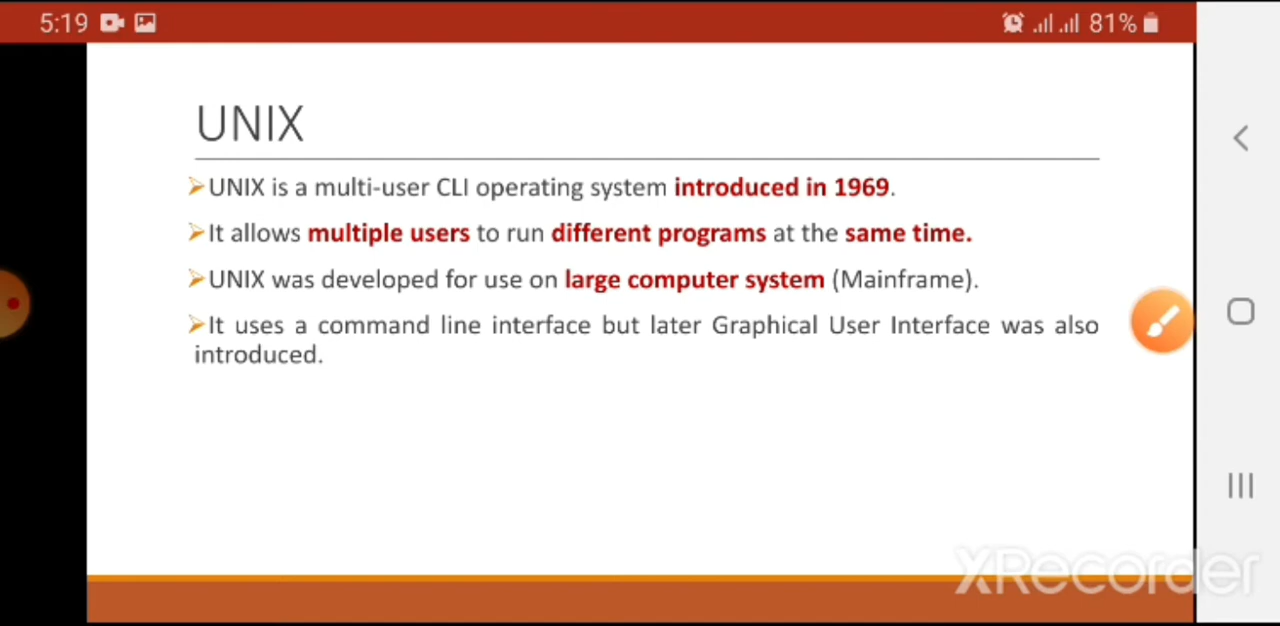 5:19
81%
UNIX
➢UNIX is a multi-user CLI operating system introduced in 1969.
➢It allows multiple users to run different programs at the same time.
➢UNIX was developed for use on large computer system (Mainframe).
➢It uses a command line interface but later Graphical User Interface was also
introduced.
XRecorder